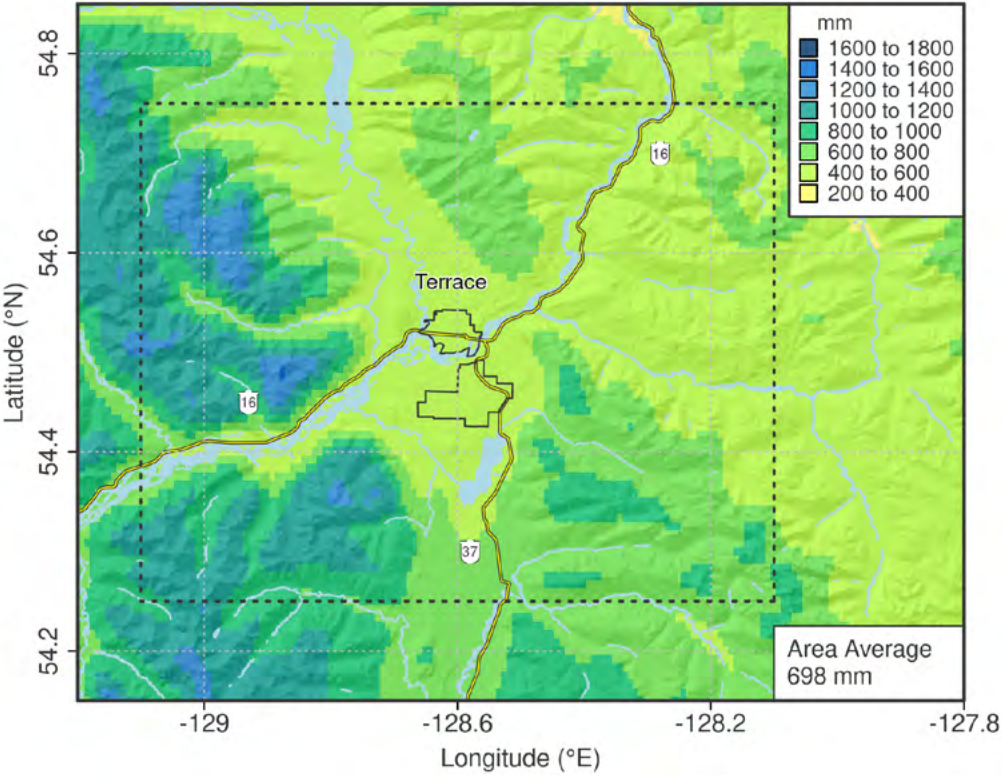 mm
1600 to 1800
1400 to 1600
1200 to 1400
1000 to 1200
800 to 1000
600 to 800
400 to 600
200 to 400
54.8
54.6
54.4
54.2
Latitude (°N)
16
Terrace
16
37
Area Average
698 mm
-129
-128.6
-128.2
-127.8
Longitude (°E)